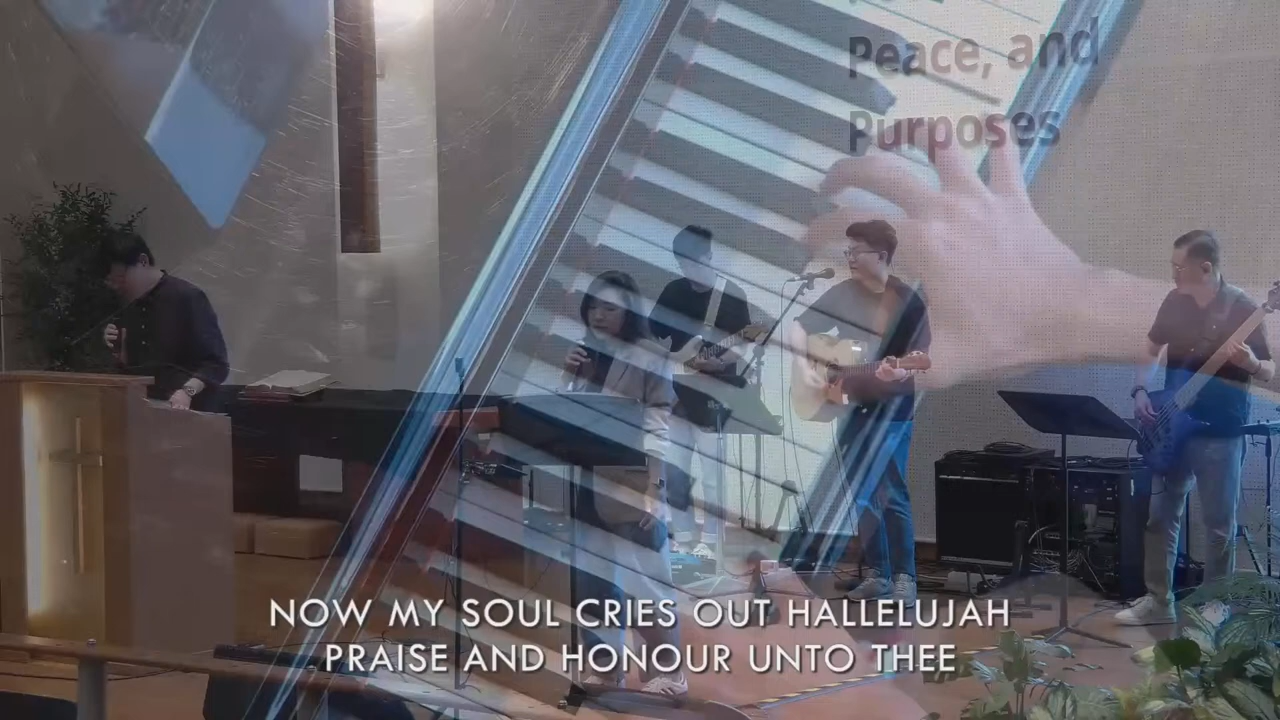 Peace, and
Purposes
NOW MY SOUL CRIES OUT HALLELUJAH
PRAISE AND HONOUR UNTO THEE